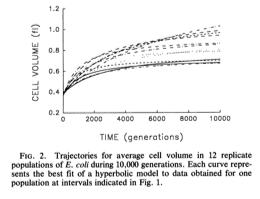 1.2
1.0
0.8
0.6
0.4
0.2
CELL VOLUME (fl)
0 2000 4000 6000 8000 10000
TIME (generations)
FIG. 2. Trajectories for average cell volume in 12 replicate
populations of E. coli during 10,000 generations. Each curve repre-
sents the best fit of a hyperbolic model to data obtained for one
population at intervals indicated in Fig. 1.